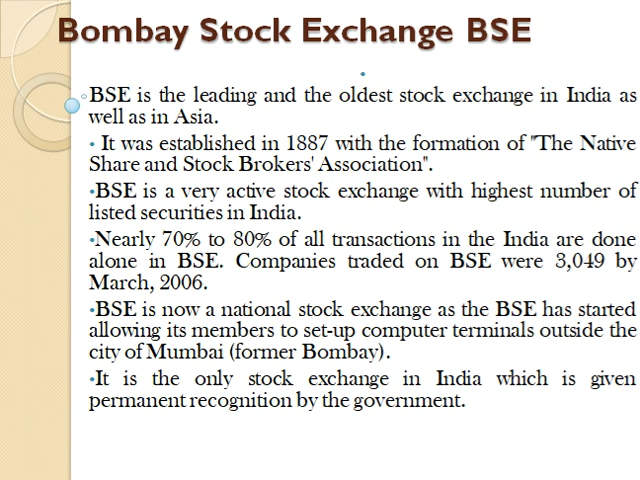 Bombay Stock Exchange BSE
•
BSE is the leading and the oldest stock exchange in India as
well as in Asia.
• It was established in 1887 with the formation of "The Native
Share and Stock Brokers' Association".
•BSE is a very active stock exchange with highest number of
listed securities in India.
•Nearly 70% to 80% of all transactions in the India are done
alone in BSE. Companies traded on BSE were 3,049 by
March, 2006.
•BSE is now a national stock exchange as the BSE has started
allowing its members to set-up computer terminals outside the
city of Mumbai (former Bombay).
•It is the only stock exchange in India which is given
permanent recognition by the government.